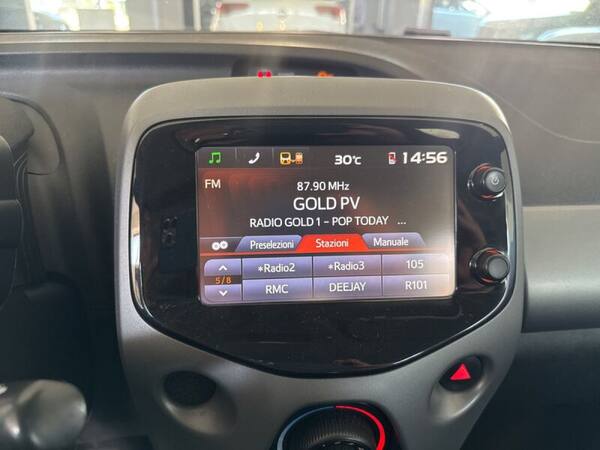 30°C 14:56
FM
87.90 MHz
GOLD PV
RADIO GOLD 1 – POP TODAY ...
Preselezioni Stazioni Manuale
*Radio2 *Radio3 105
5/8
RMC DEEJAY R101